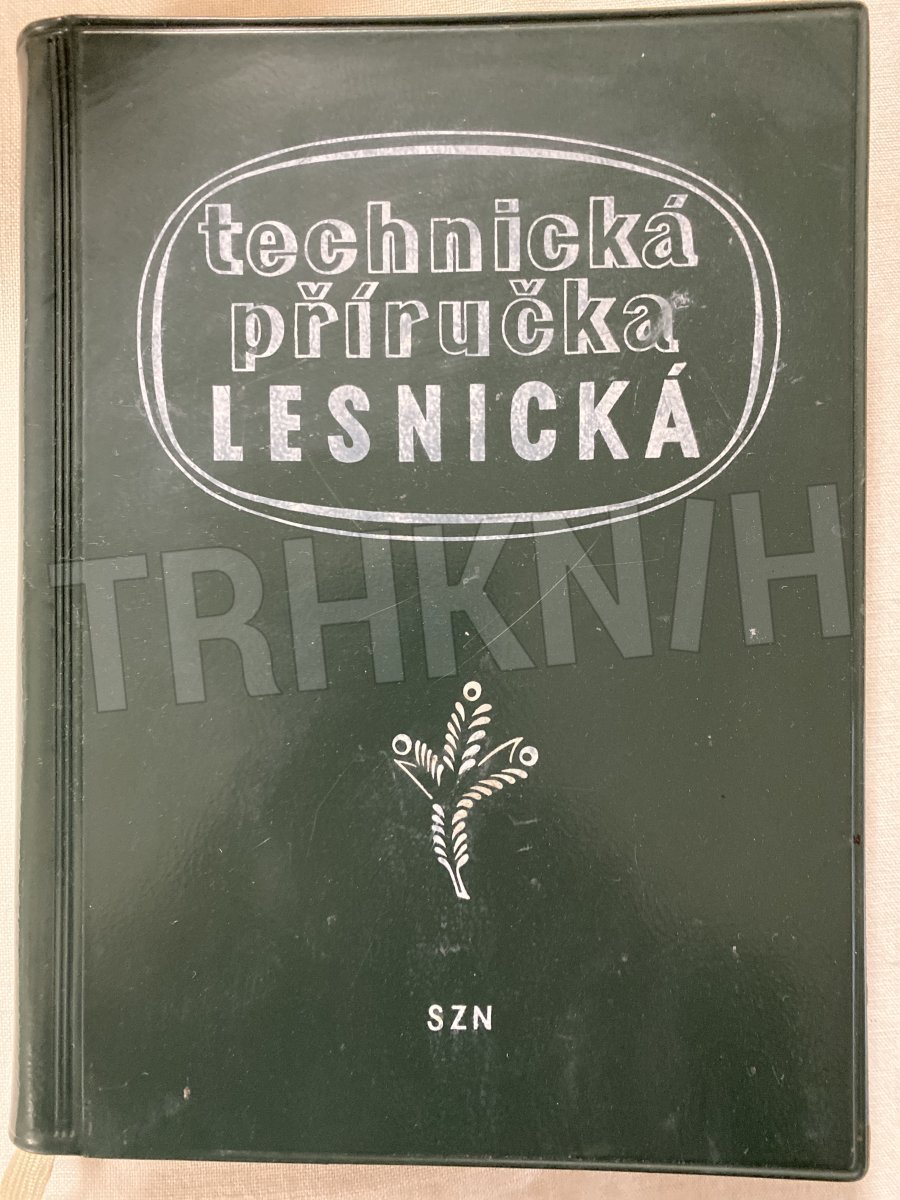 technická
příručka
LESNICKÁ
TRHKNIH
SZN